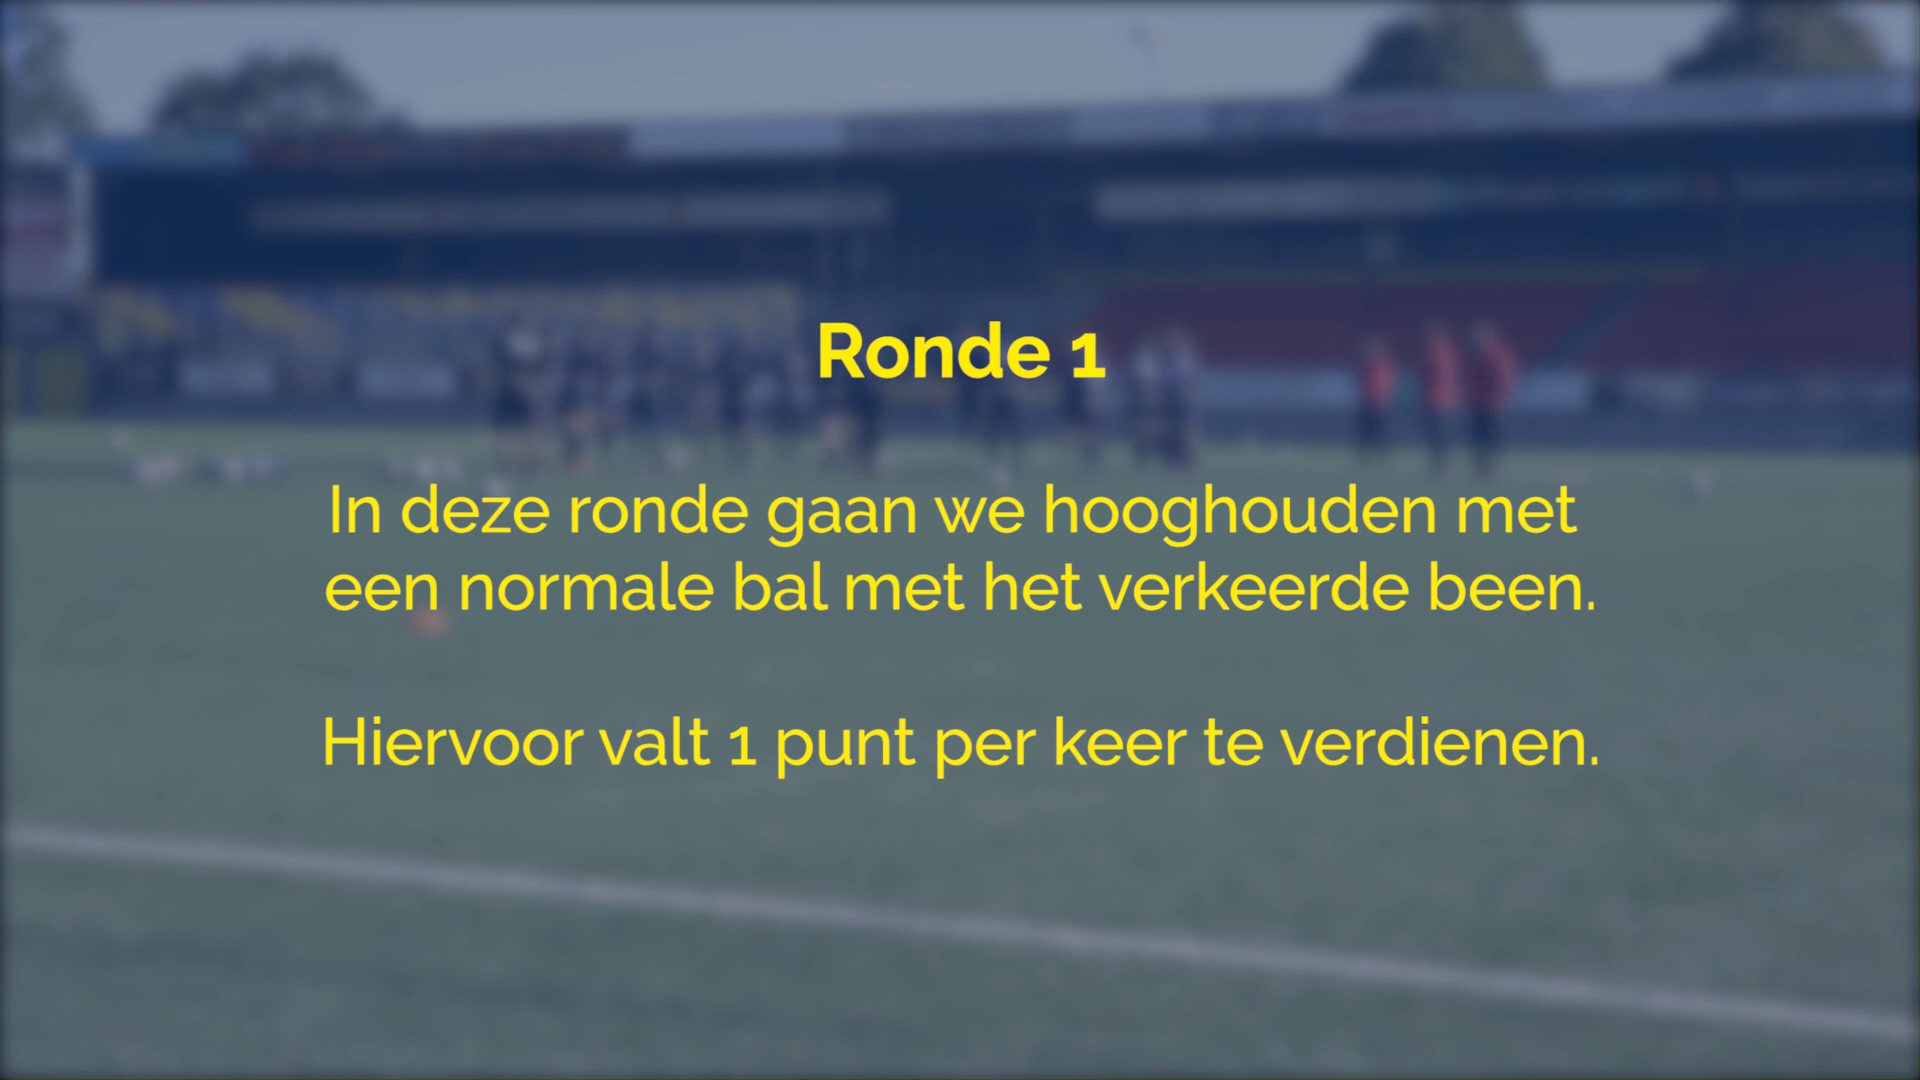 Ronde 1
In deze ronde gaan we hooghouden met
een normale bal met het verkeerde been.
Hiervoor valt 1 punt per keer te verdienen.